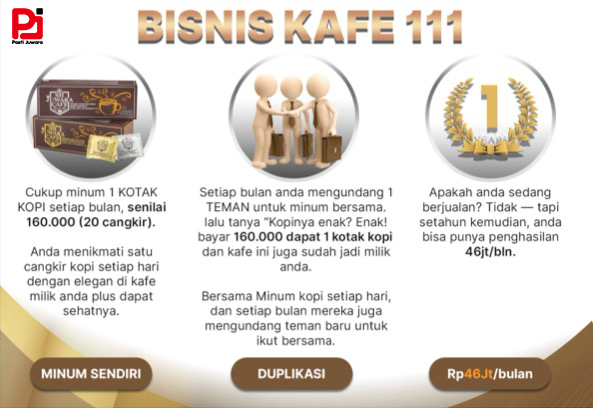 Pj
Pasti Juwara
BISNIS KAFE 111
1
Cukup minum 1 KOTAK
KOPI setiap bulan, senilai
160.000 (20 cangkir).
Anda menikmati satu
cangkir kopi setiap hari
dengan elegan di kafe
milik anda plus dapat
sehatnya.
MINUM SENDIRI
Setiap bulan anda mengundang 1
TEMAN untuk minum bersama.
lalu tanya “Kopinya enak? Enak!
bayar 160.000 dapat 1 kotak kopi
dan kafe ini juga sudah jadi milik
anda.
Bersama Minum kopi setiap hari,
dan setiap bulan mereka juga
mengundang teman baru untuk
ikut bersama.
DUPLIKASI
Apakah anda sedang
berjualan? Tidak — tapi
setahun kemudian, anda
bisa punya penghasilan
46jt/bln.
Rp46Jt/bulan